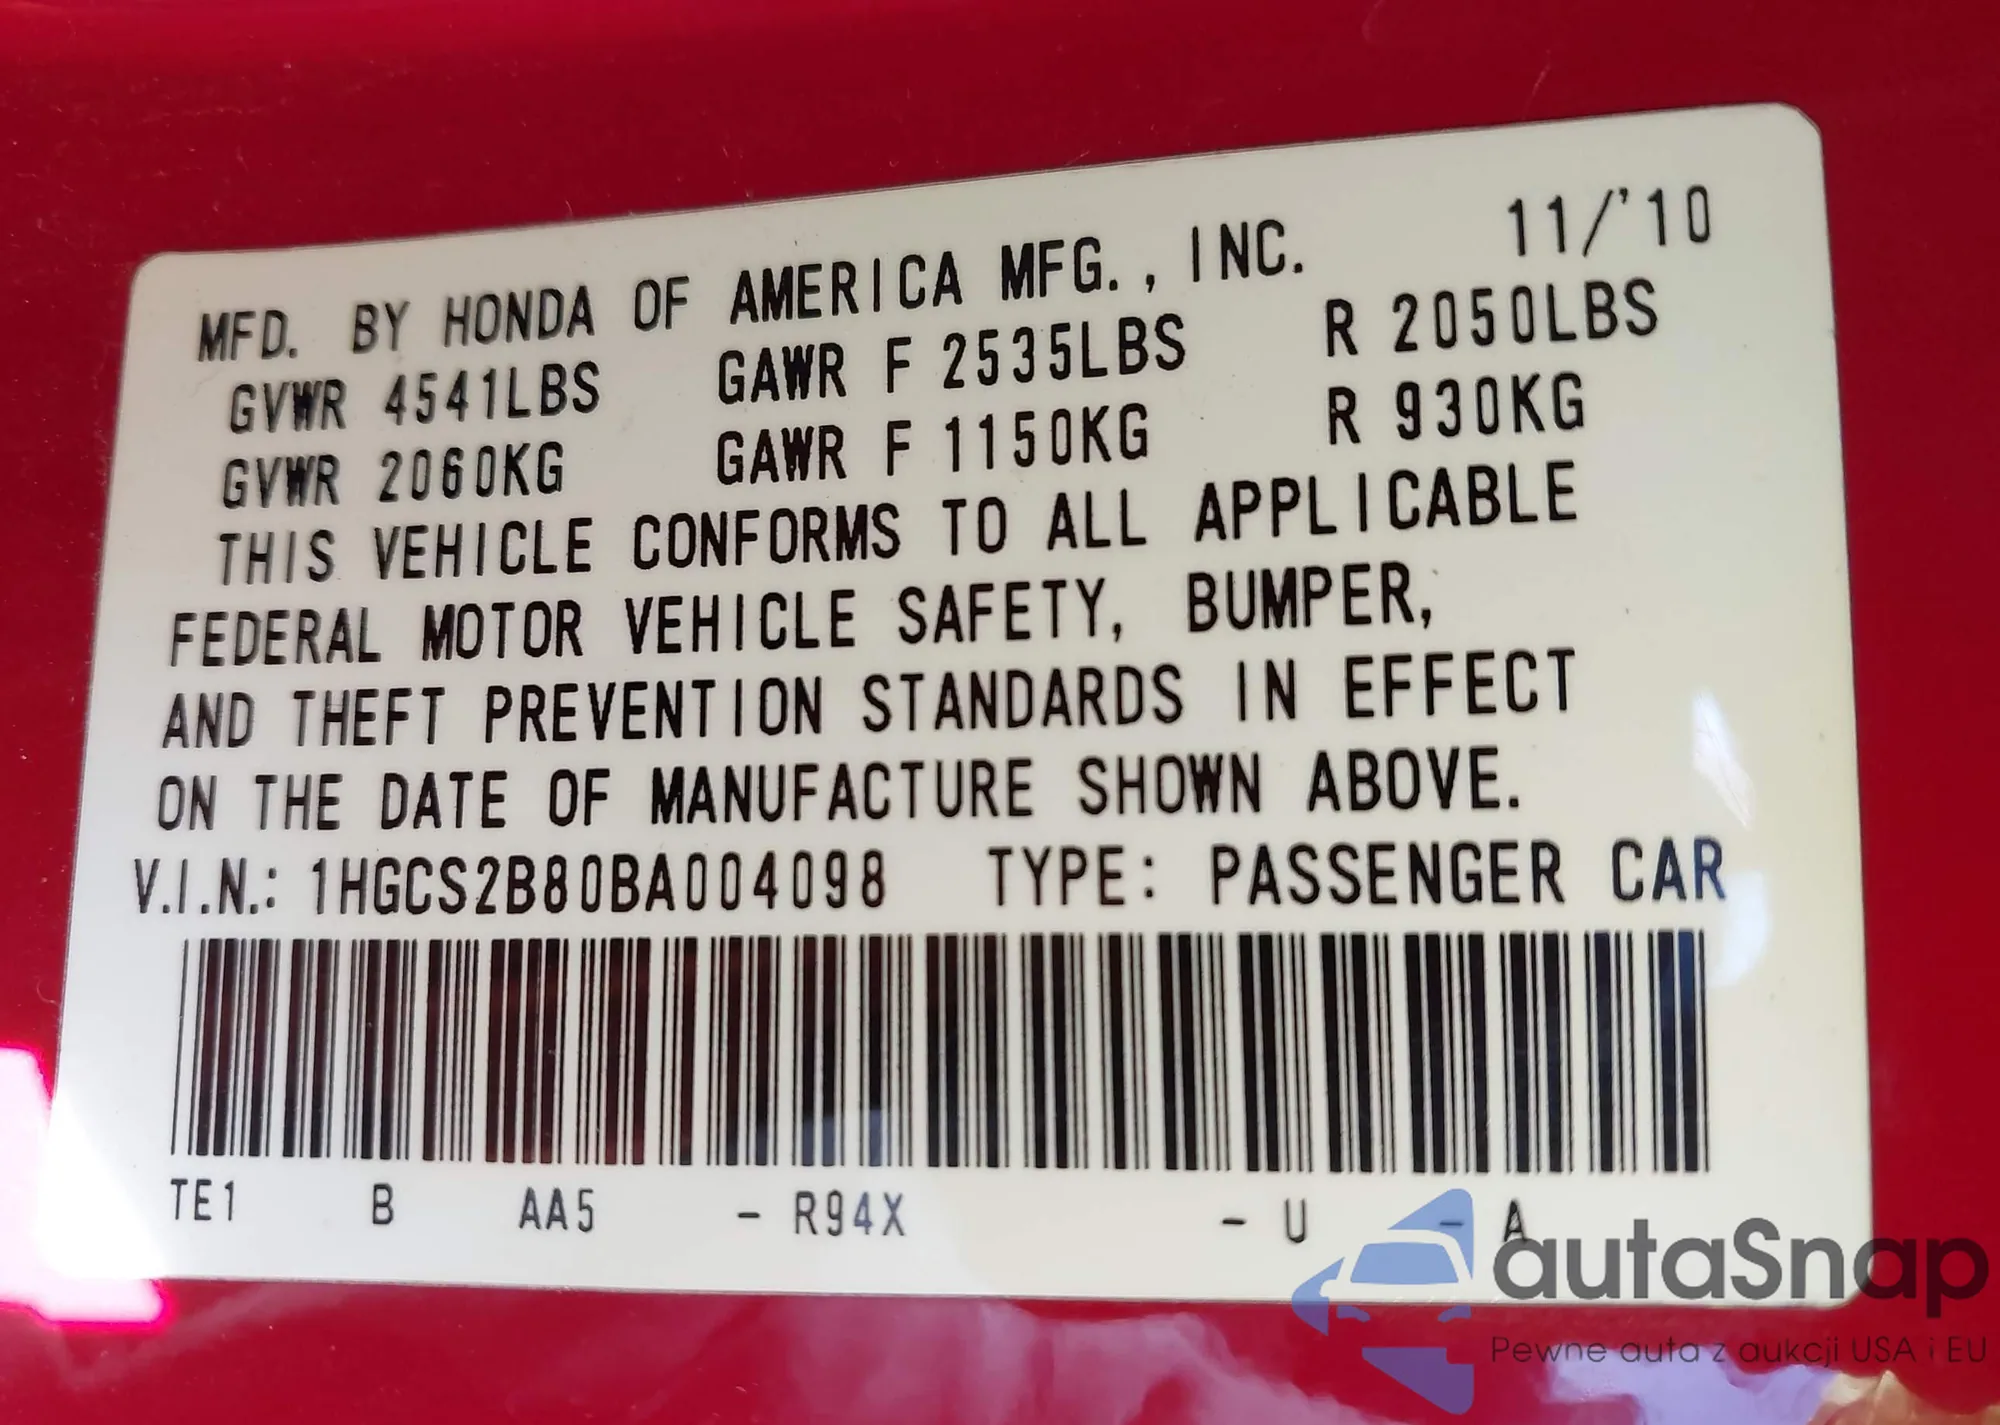 MFD. BY HONDA OF AMERICA MFG., INC. 11/'10
GVWR 4541LBS GAWR F 2535LBS R 2050LBS
GVWR 2060KG GAWR F 1150KG R 930KG
THIS VEHICLE CONFORMS TO ALL APPLICABLE
FEDERAL MOTOR VEHICLE SAFETY, BUMPER,
AND THEFT PREVENTION STANDARDS IN EFFECT
ON THE DATE OF MANUFACTURE SHOWN ABOVE.
V.I.N.: 1HGCS2B80BA004098 TYPE: PASSENGER CAR
TE1 B AA5 - R94X - U - A
autaSnap
Pewne auta z aukcji USA i EU